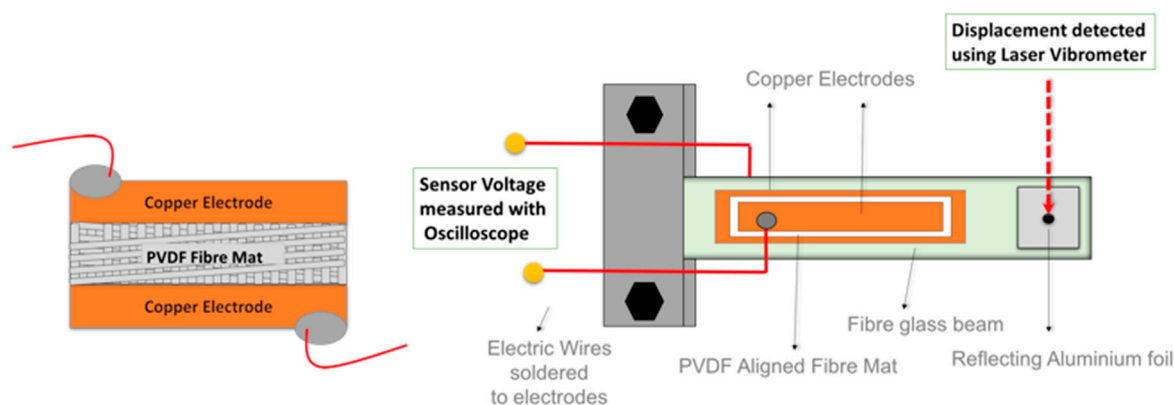 Copper Electrode
PVDF Fibre Mat
Copper Electrode
Sensor Voltage
measured with
Oscilloscope
Copper Electrodes
Displacement detected
using Laser Vibrometer
Electric Wires
soldered
to electrodes
PVDF Aligned Fibre Mat
Fibre glass beam
Reflecting Aluminium foil